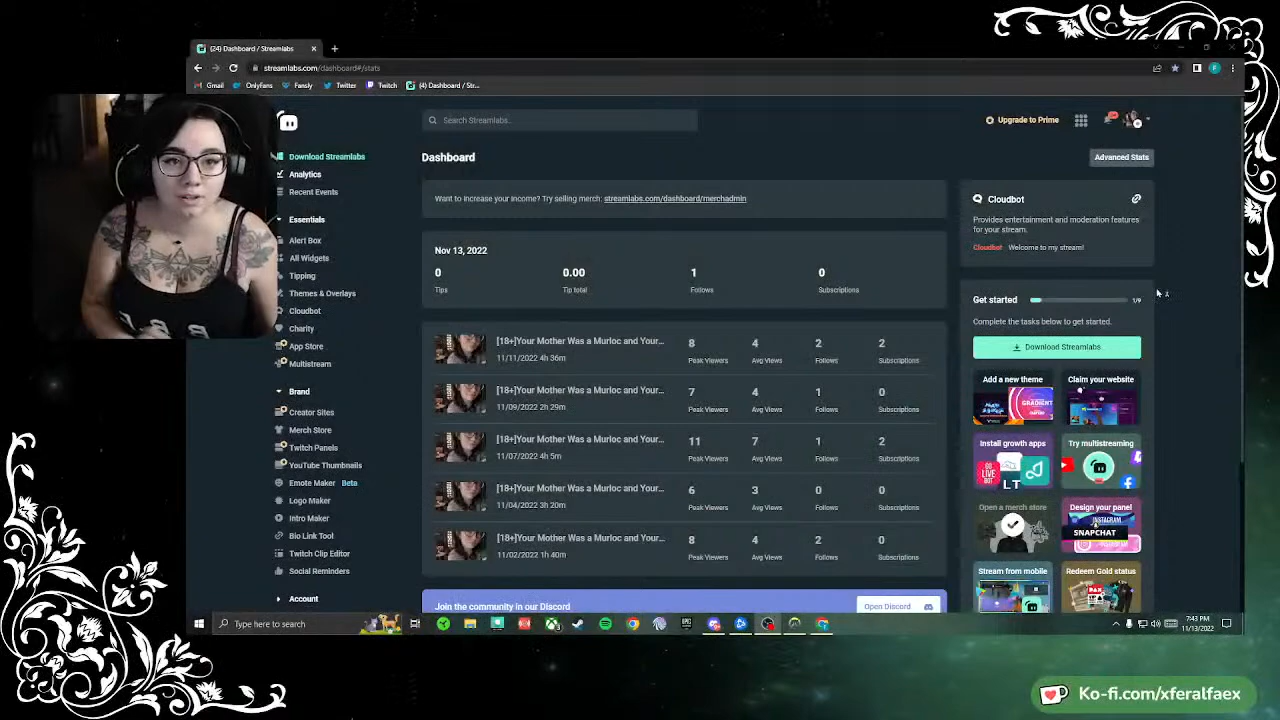 (24) Dashboard / Streamlabs
streamlabs.com/dashboard#/stats
Gmail
OnlyFans
Fansly
Twitter
Twitch
(4) Dashboard / Str...
Search Streamlabs..
Upgrade to Prime
Download Streamlabs
Analytics
Recent Events
Essentials
Alert Box
All Widgets
Tipping
Themes & Overlays
Cloudbot
Charity
App Store
Multistream
Brand
Creator Sites
Merch Store
Twitch Panels
YouTube Thumbnails
Emote Maker Beta
Logo Maker
Intro Maker
Bio Link Tool
Twitch Clip Editor
Social Reminders
Account
Dashboard
Advanced Stats
Want to increase your income? Try selling merch: streamlabs.com/dashboard/merchadmin
Nov 13, 2022
0 0.00 1 0
Tips Tip total Follows Subscriptions
[18+]Your Mother Was a Murloc and Your... 8 4 2 2
11/11/2022 4h 36m Peak Viewers Avg Views Follows Subscriptions
[18+]Your Mother Was a Murloc and Your... 7 4 1 0
11/09/2022 2h 29m Peak Viewers Avg Views Follows Subscriptions
[18+]Your Mother Was a Murloc and Your... 11 7 1 2
11/07/2022 4h 5m Peak Viewers Avg Views Follows Subscriptions
[18+]Your Mother Was a Murloc and Your... 6 3 0 0
11/04/2022 3h 20m Peak Viewers Avg Views Follows Subscriptions
[18+]Your Mother Was a Murloc and Your... 8 4 2 0
11/02/2022 1h 40m Peak Viewers Avg Views Follows Subscriptions
Join the community in our Discord
Open Discord
Cloudbot
Provides entertainment and moderation features
for your stream.
Cloudbot Welcome to my stream!
Get started 1/9
Complete the tasks below to get started.
Download Streamlabs
Add a new theme
Claim your website
GRADIENT
Install growth apps
LT
Try multistreaming
Open a merch store
Design your panel
INSTAGRAM
SNAPCHAT
Stream from mobile
Redeem Gold status
Type here to search
7:43 PM
11/13/2022
Ko-fi.com/xferalfaex